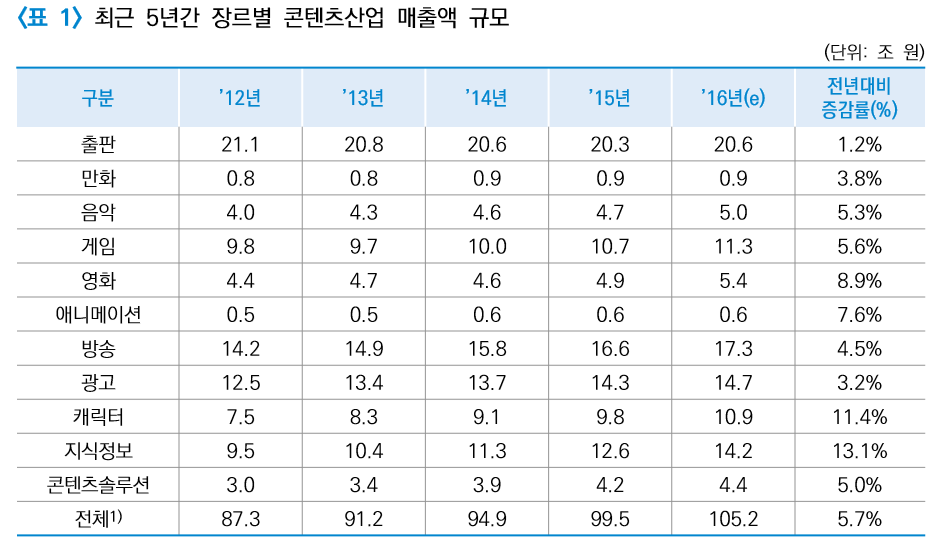 〈표 1〉 최근 5년간 장르별 콘텐츠산업 매출액 규모
(단위: 조 원)
구분 ’12년 ’13년 ’14년 ’15년 ’16년(e) 전년대비
증감률(%)
출판 21.1 20.8 20.6 20.3 20.6 1.2%
만화 0.8 0.8 0.9 0.9 0.9 3.8%
음악 4.0 4.3 4.6 4.7 5.0 5.3%
게임 9.8 9.7 10.0 10.7 11.3 5.6%
영화 4.4 4.7 4.6 4.9 5.4 8.9%
애니메이션 0.5 0.5 0.6 0.6 0.6 7.6%
방송 14.2 14.9 15.8 16.6 17.3 4.5%
광고 12.5 13.4 13.7 14.3 14.7 3.2%
캐릭터 7.5 8.3 9.1 9.8 10.9 11.4%
지식정보 9.5 10.4 11.3 12.6 14.2 13.1%
콘텐츠솔루션 3.0 3.4 3.9 4.2 4.4 5.0%
전체1) 87.3 91.2 94.9 99.5 105.2 5.7%